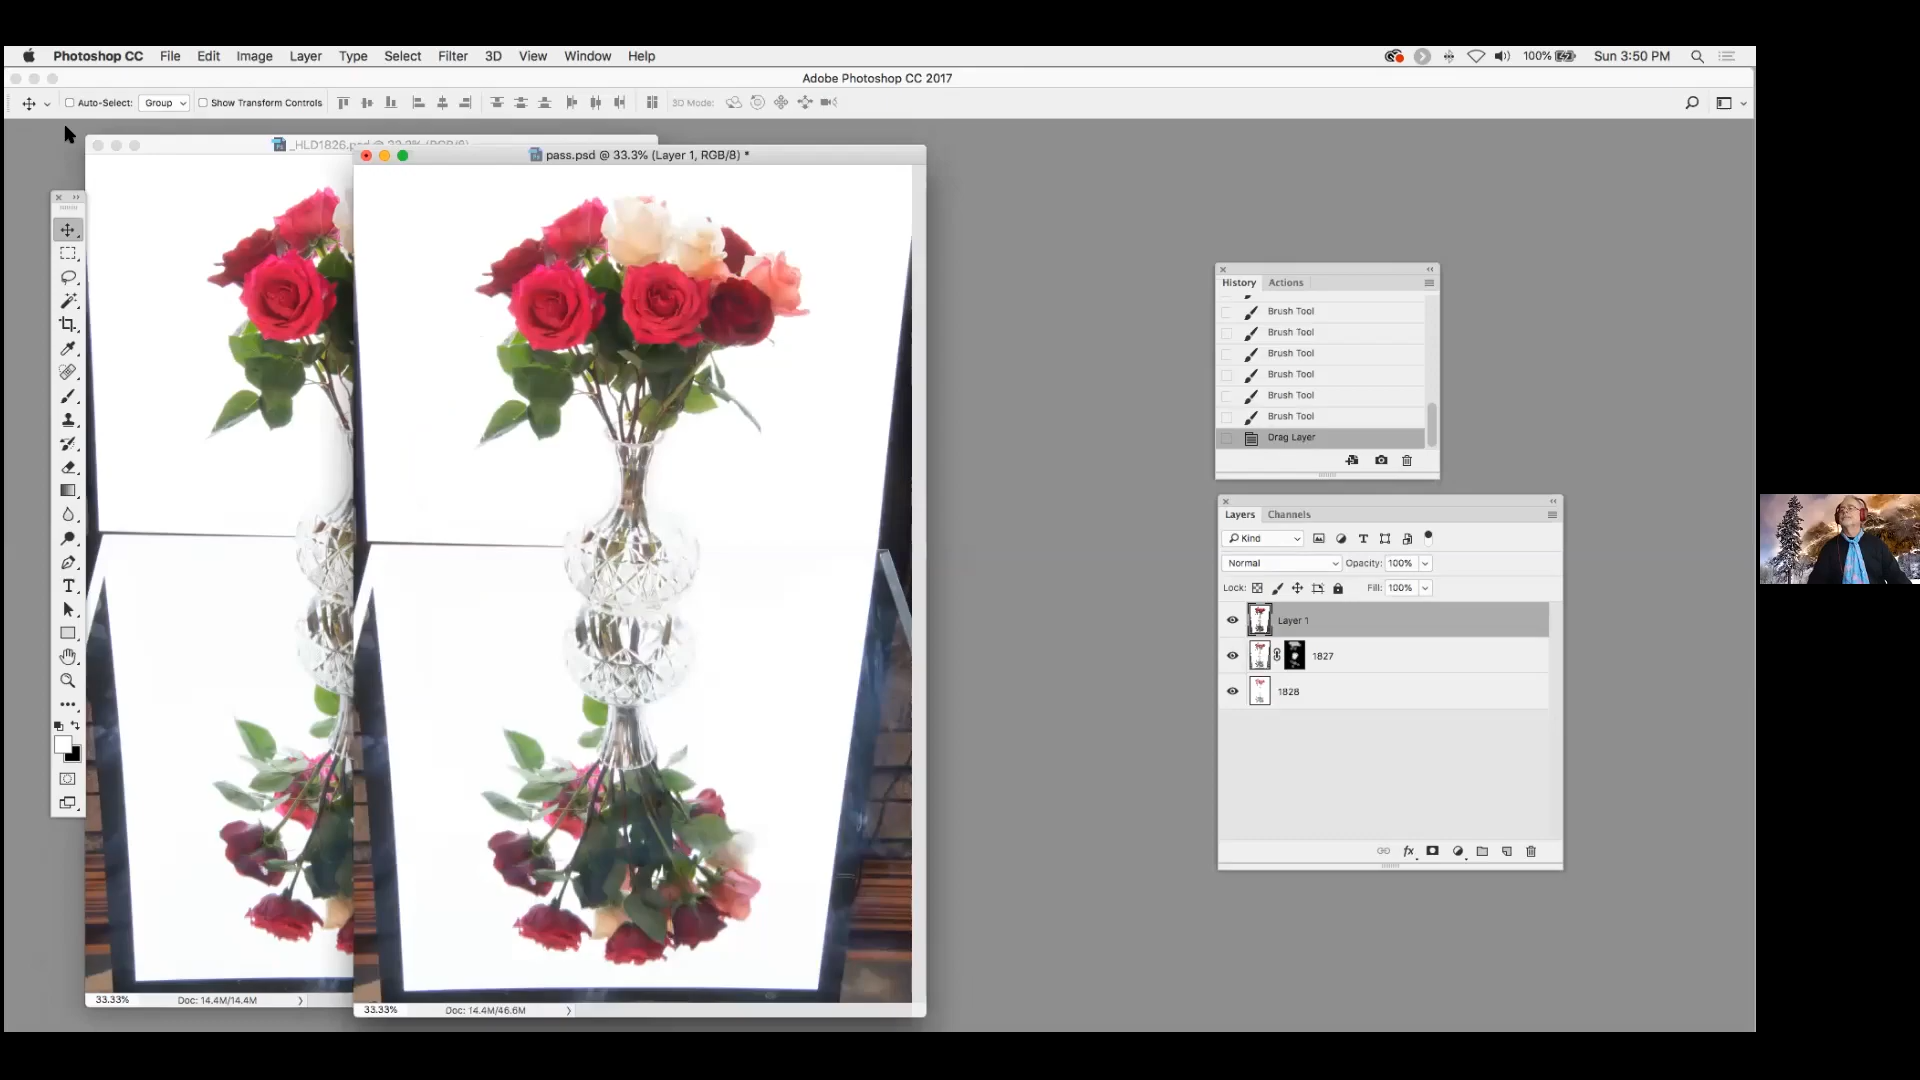 Photoshop CC File Edit Image Layer Type Select Filter 3D View Window Help 100% Sun 3:50 PM
Adobe Photoshop CC 2017
Auto-Select: Group Show Transform Controls 3D Mode:
_HLD1826.psd @ 33.3% (RGB/8)
pass.psd @ 33.3% (Layer 1, RGB/8) *
History Actions
Brush Tool
Brush Tool
Brush Tool
Brush Tool
Brush Tool
Brush Tool
Drag Layer
Layers Channels
Kind
Normal Opacity: 100%
Lock: Fill: 100%
Layer 1
1827
1828
33.33% Doc: 14.4M/14.4M
33.33% Doc: 14.4M/46.6M